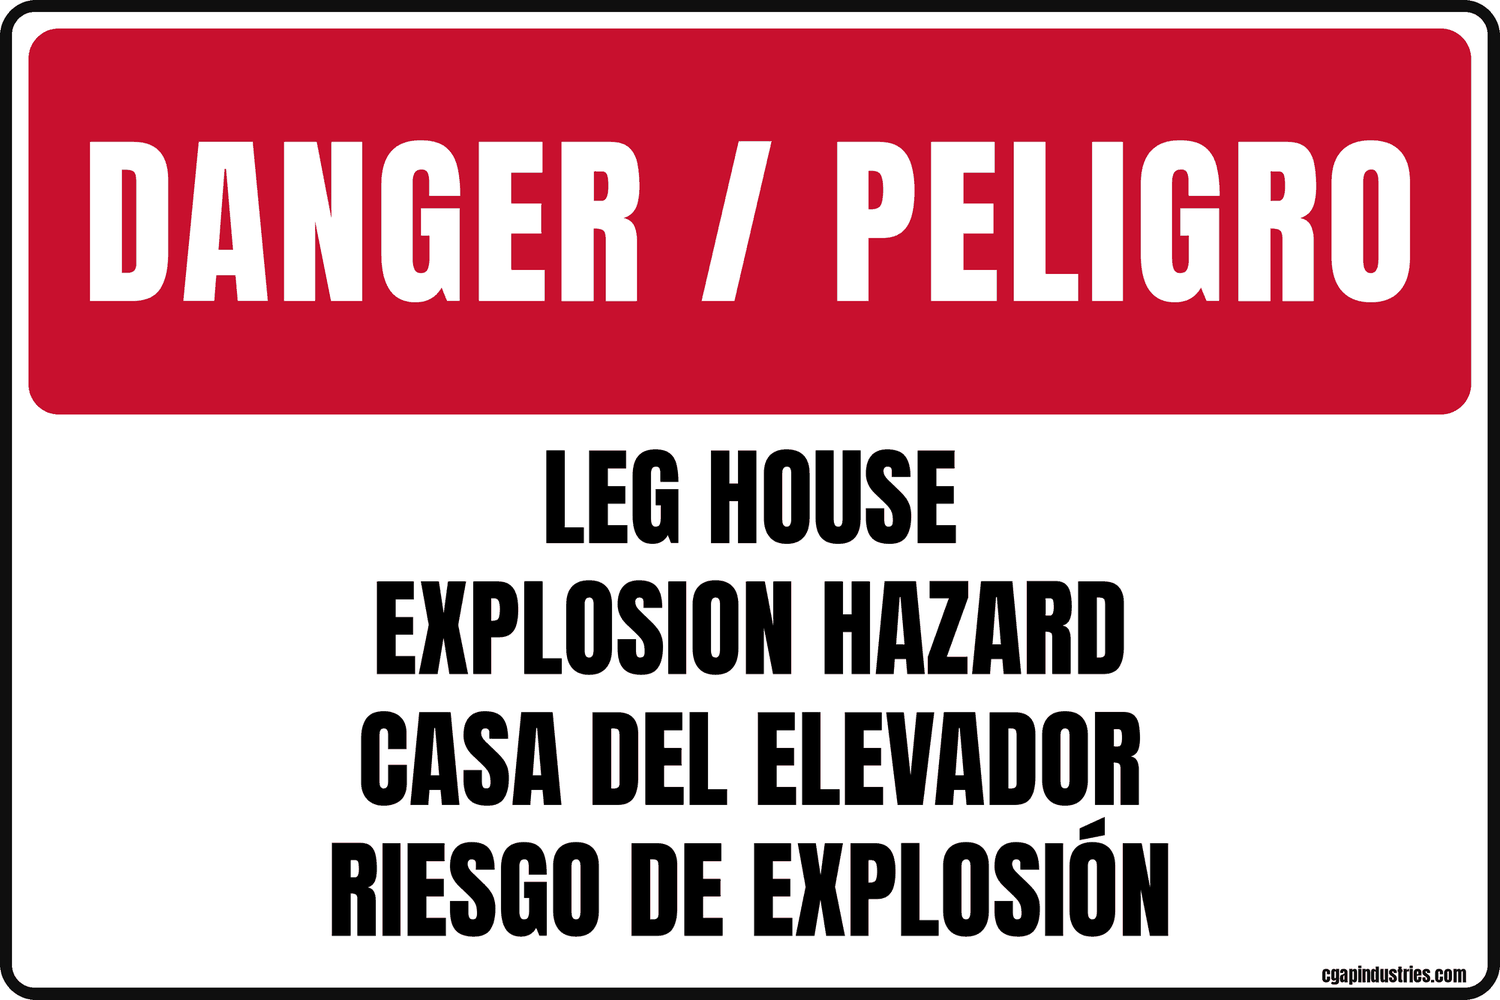 DANGER / PELIGRO
LEG HOUSE
EXPLOSION HAZARD
CASA DEL ELEVADOR
RIESGO DE EXPLOSIÓN
cgapindustries.com